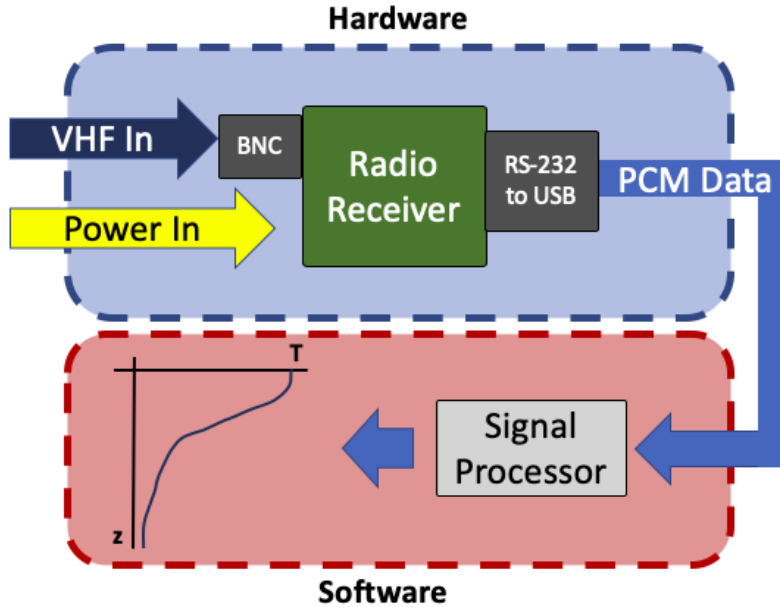 Hardware
VHF In
BNC
Radio
Receiver
RS-232
to USB
PCM Data
Power In
T
z
Signal
Processor
Software